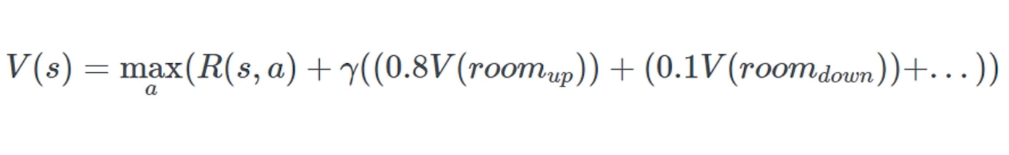 V(s) = max_a(R(s, a) + γ((0.8V(room_up)) + (0.1V(room_down))+...))